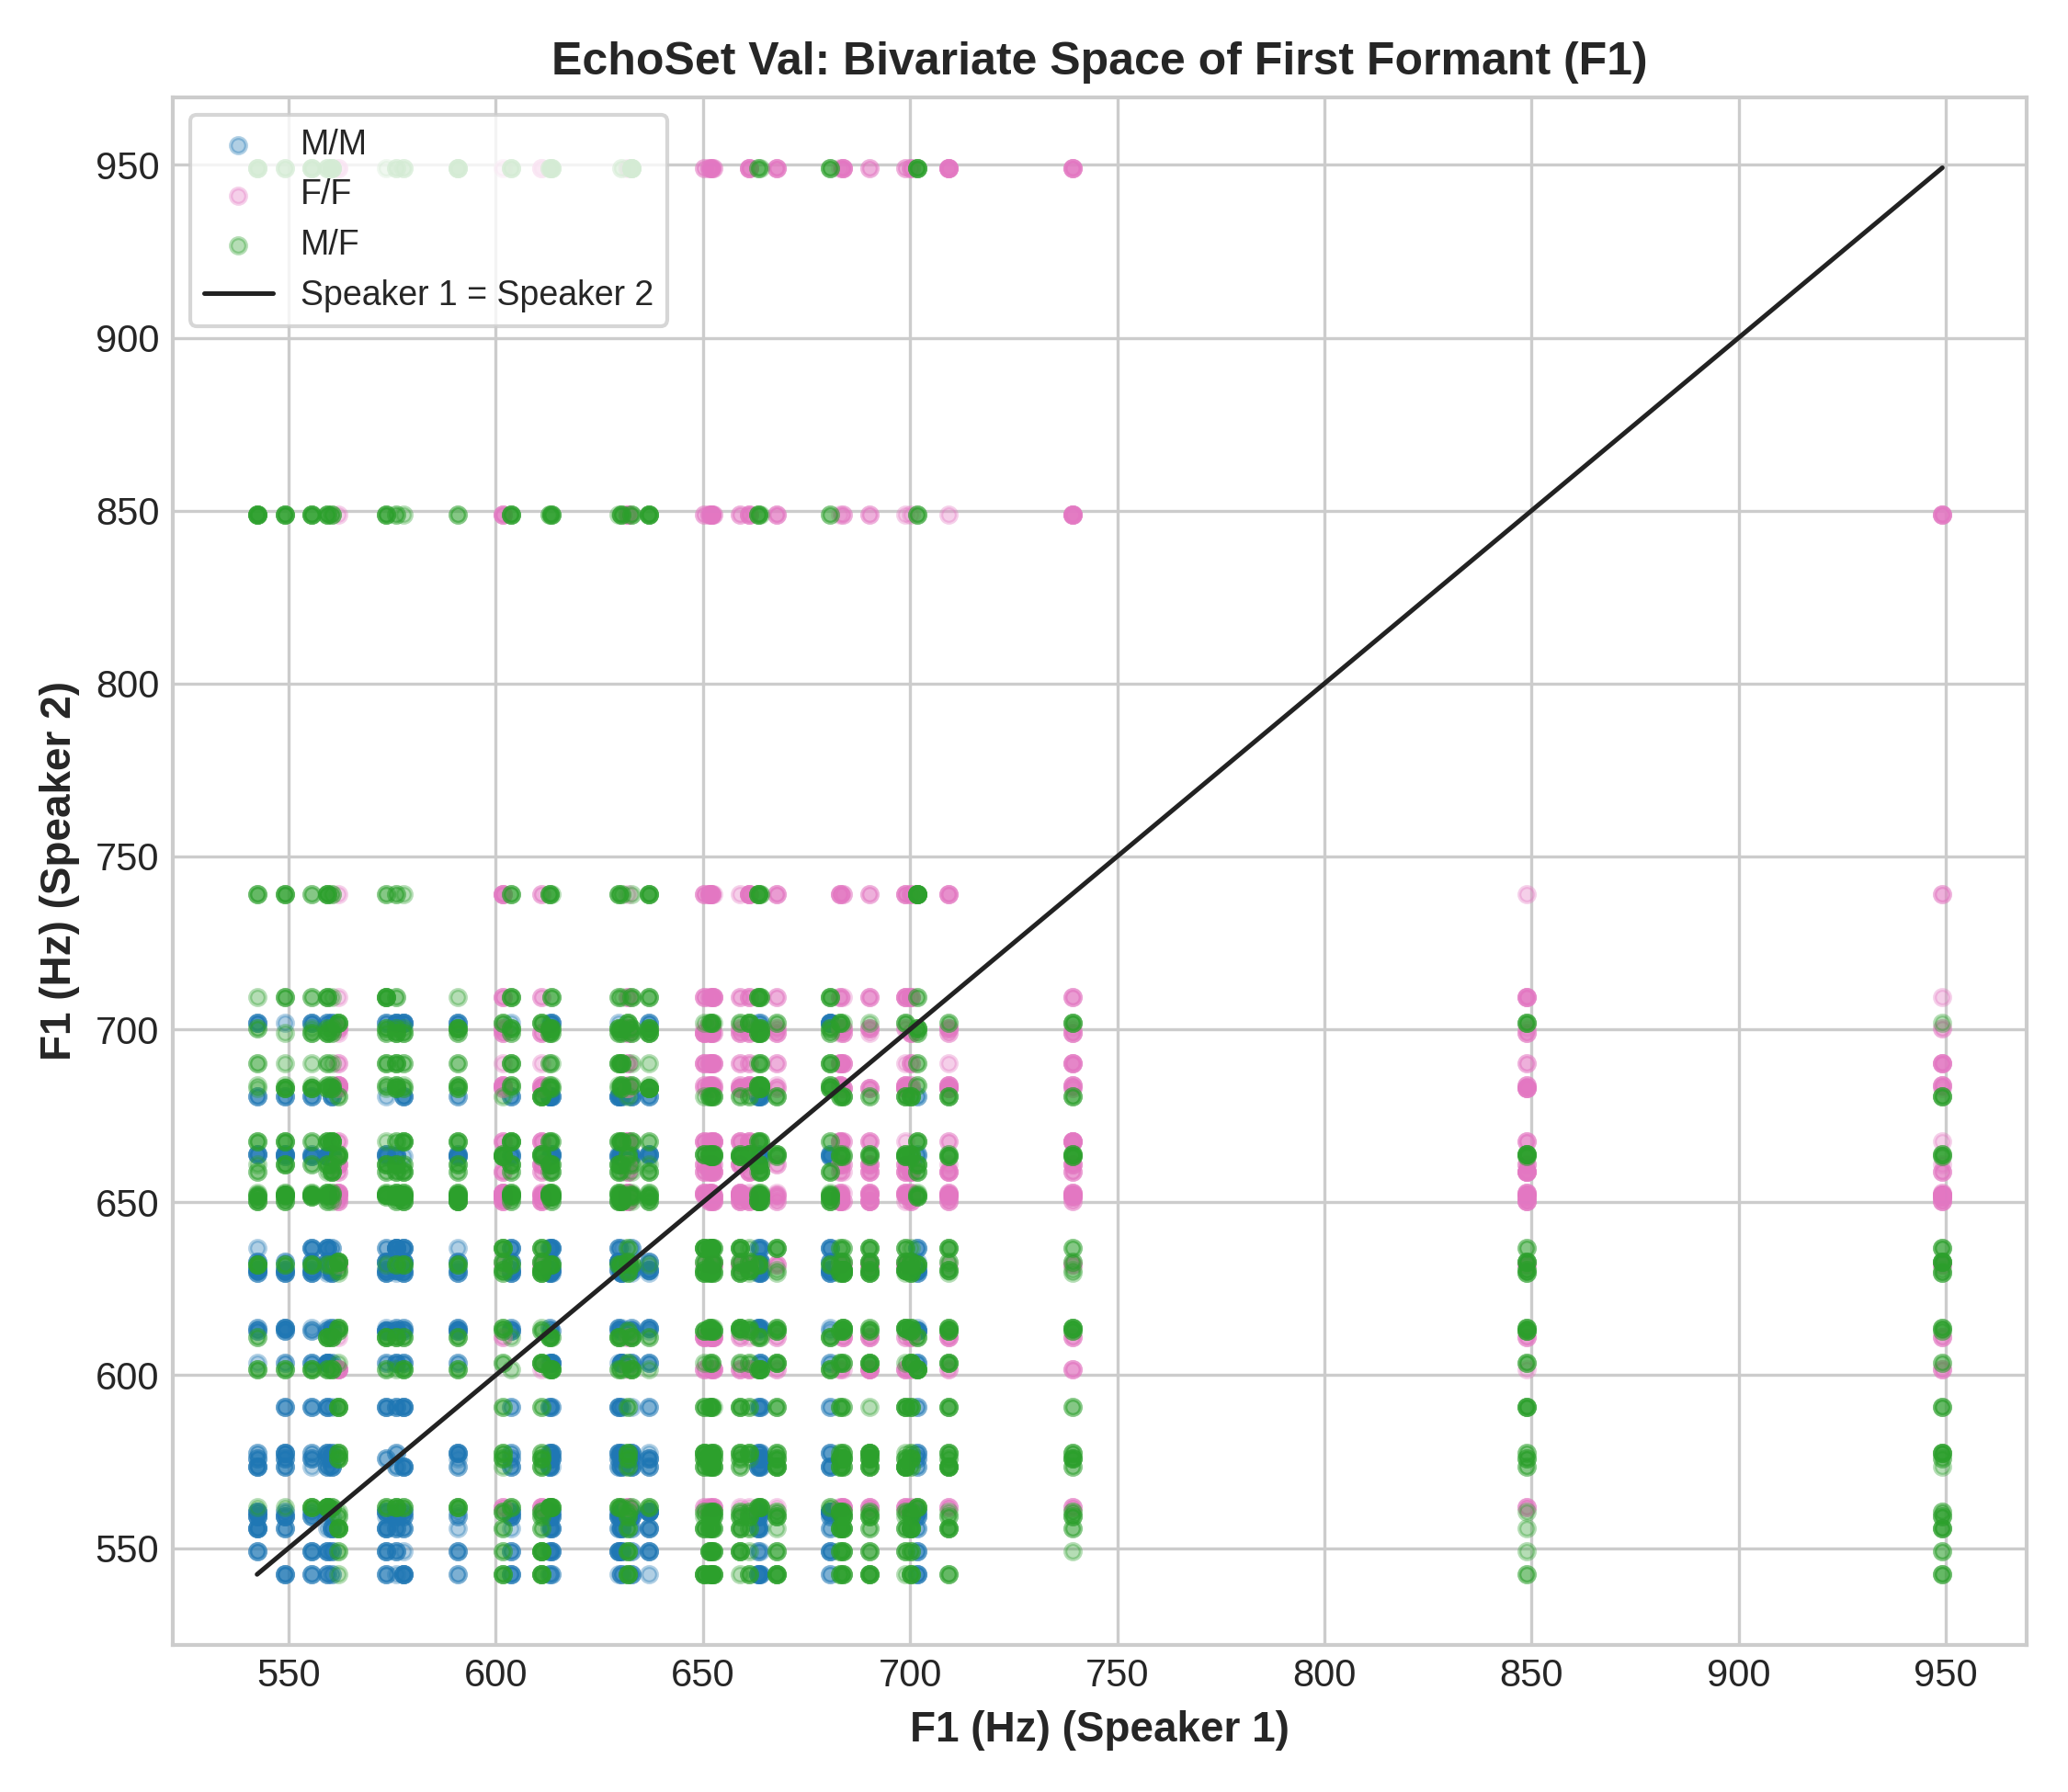 EchoSet Val: Bivariate Space of First Formant (F1)
M/M
F/F
M/F
Speaker 1 = Speaker 2
F1 (Hz) (Speaker 2)
950
900
850
800
750
700
650
600
550
550 600 650 700 750 800 850 900 950
F1 (Hz) (Speaker 1)